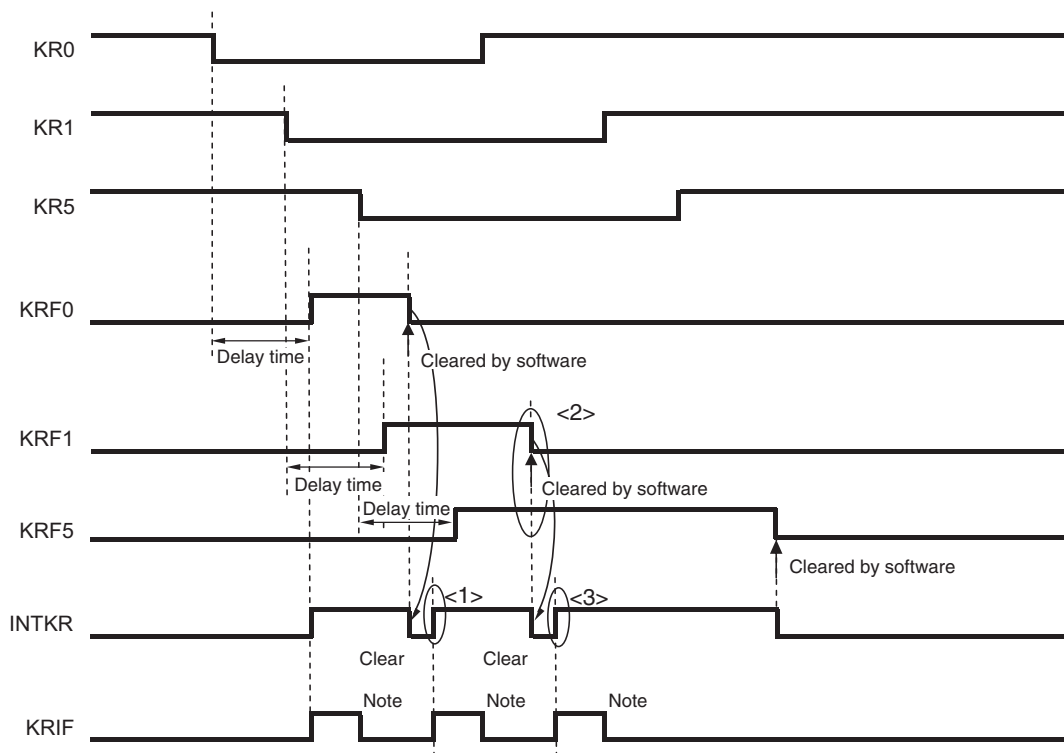 KR0
KR1
KR5
KRF0
Delay time
Cleared by software
KRF1
<2>
Delay time
Cleared by software
Delay time
KRF5
Cleared by software
INTKR
<1>
<3>
Clear
Clear
Note
Note
Note
KRIF